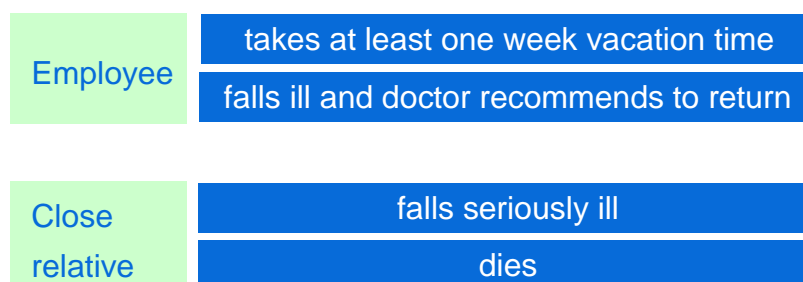 Employee
takes at least one week vacation time
falls ill and doctor recommends to return
Close
relative
falls seriously ill
dies